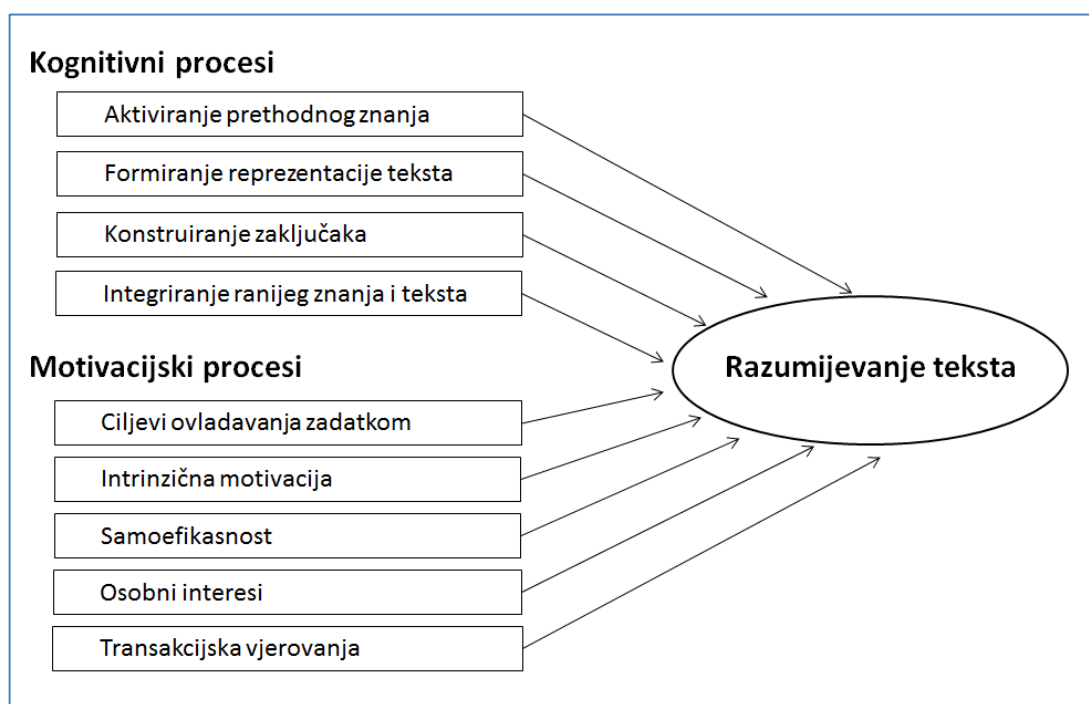 Kognitivni procesi
Aktiviranje prethodnog znanja
Formiranje reprezentacije teksta
Konstruiranje zaključaka
Integriranje ranijeg znanja i teksta
Motivacijski procesi
Razumijevanje teksta
Ciljevi ovladavanja zadatkom
Intrinzična motivacija
Samoefikasnost
Osobni interesi
Transakcijska vjerovanja